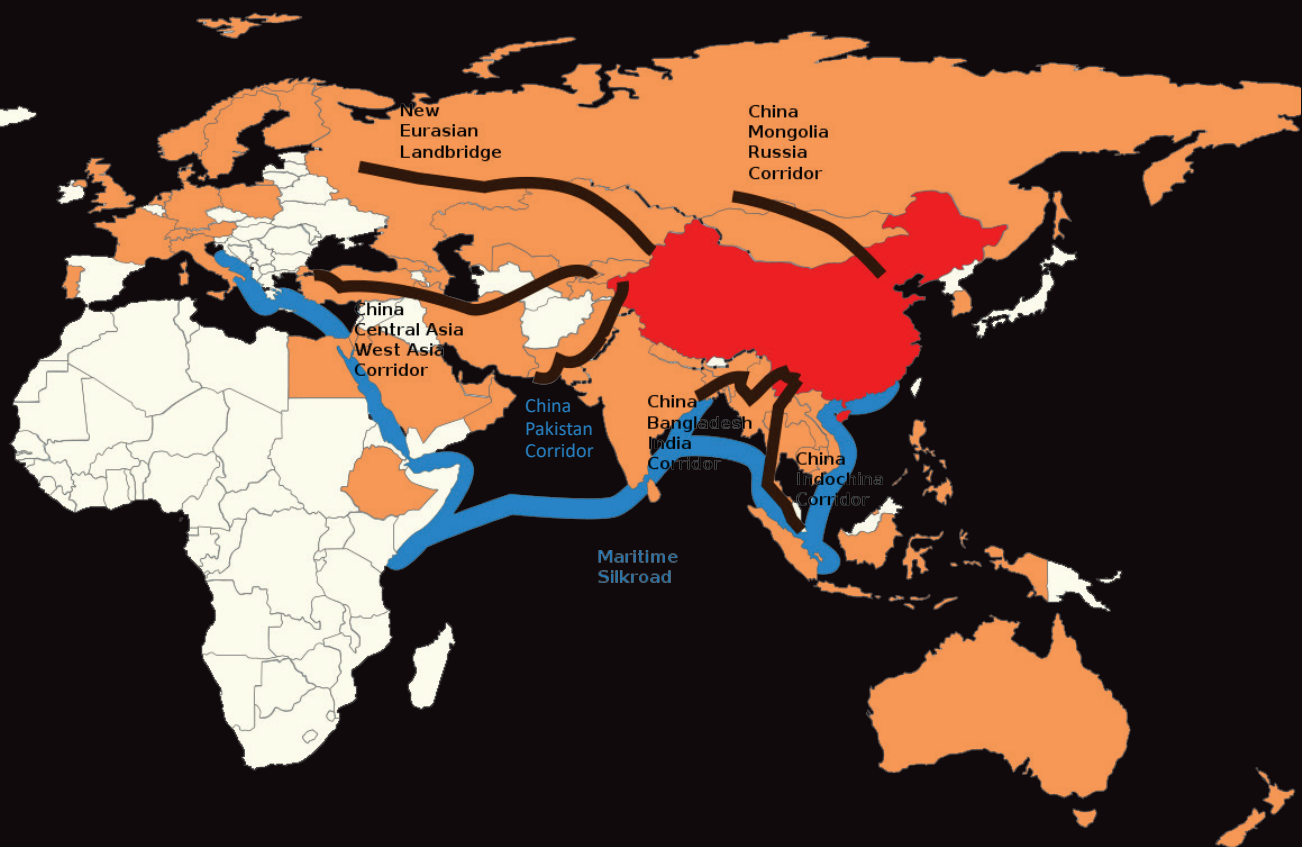 New
Eurasian
Landbridge
China
Mongolia
Russia
Corridor
China
Central Asia
West Asia
Corridor
China
Pakistan
Corridor
China
Bangladesh
India
Corridor
China
Indochina
Corridor
Maritime
Silkroad